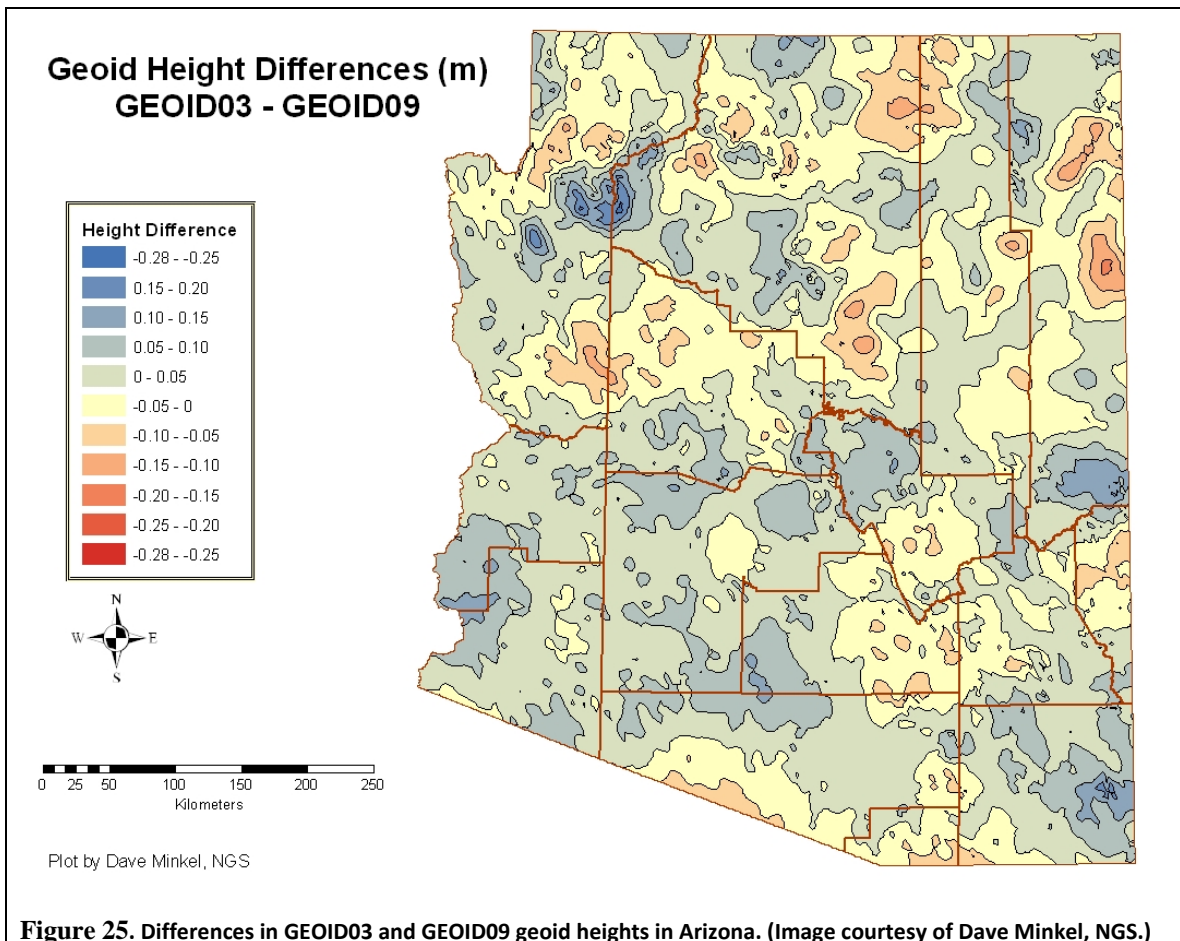 Geoid Height Differences (m)
GEOID03 - GEOID09
Height Difference
-0.28 - -0.25
0.15 - 0.20
0.10 - 0.15
0.05 - 0.10
0 - 0.05
-0.05 - 0
-0.10 - -0.05
-0.15 - -0.10
-0.20 - -0.15
-0.25 - -0.20
-0.28 - -0.25
N
W E
S
0 25 50 100 150 200 250
Kilometers
Plot by Dave Minkel, NGS
Figure 25. Differences in GEOID03 and GEOID09 geoid heights in Arizona. (Image courtesy of Dave Minkel, NGS.)